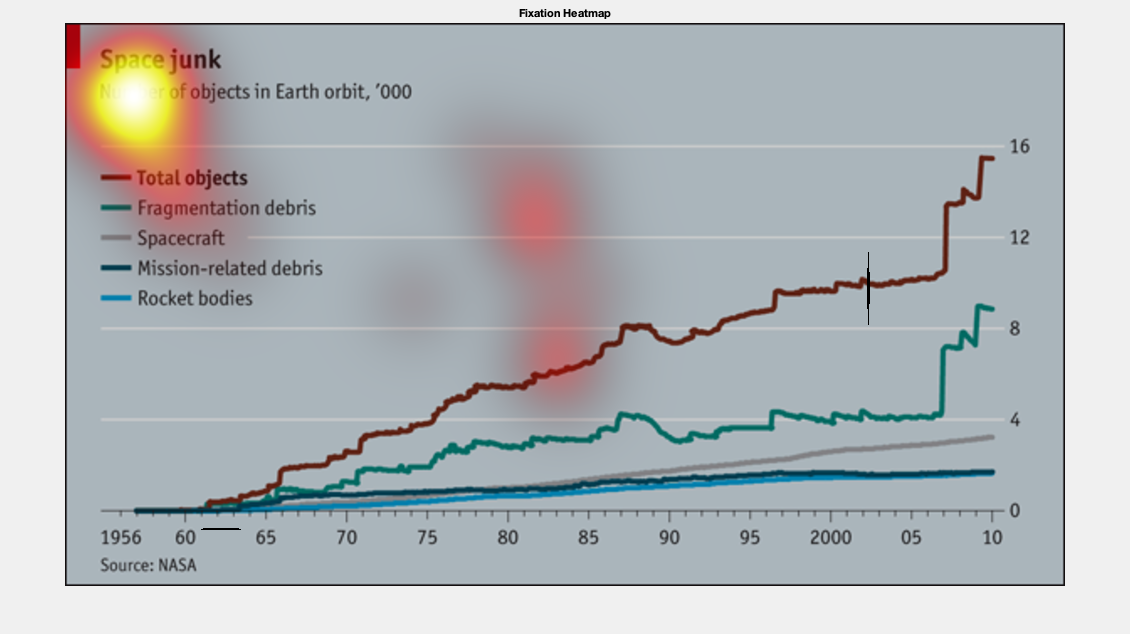 Fixation Heatmap
Space junk
Number of objects in Earth orbit, ’000
Total objects
Fragmentation debris
Spacecraft
Mission-related debris
Rocket bodies
16
12
8
4
0
1956 60 65 70 75 80 85 90 95 2000 05 10
Source: NASA